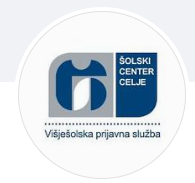 ŠOLSKI
CENTER
CELJE
Višješolska prijavna služba